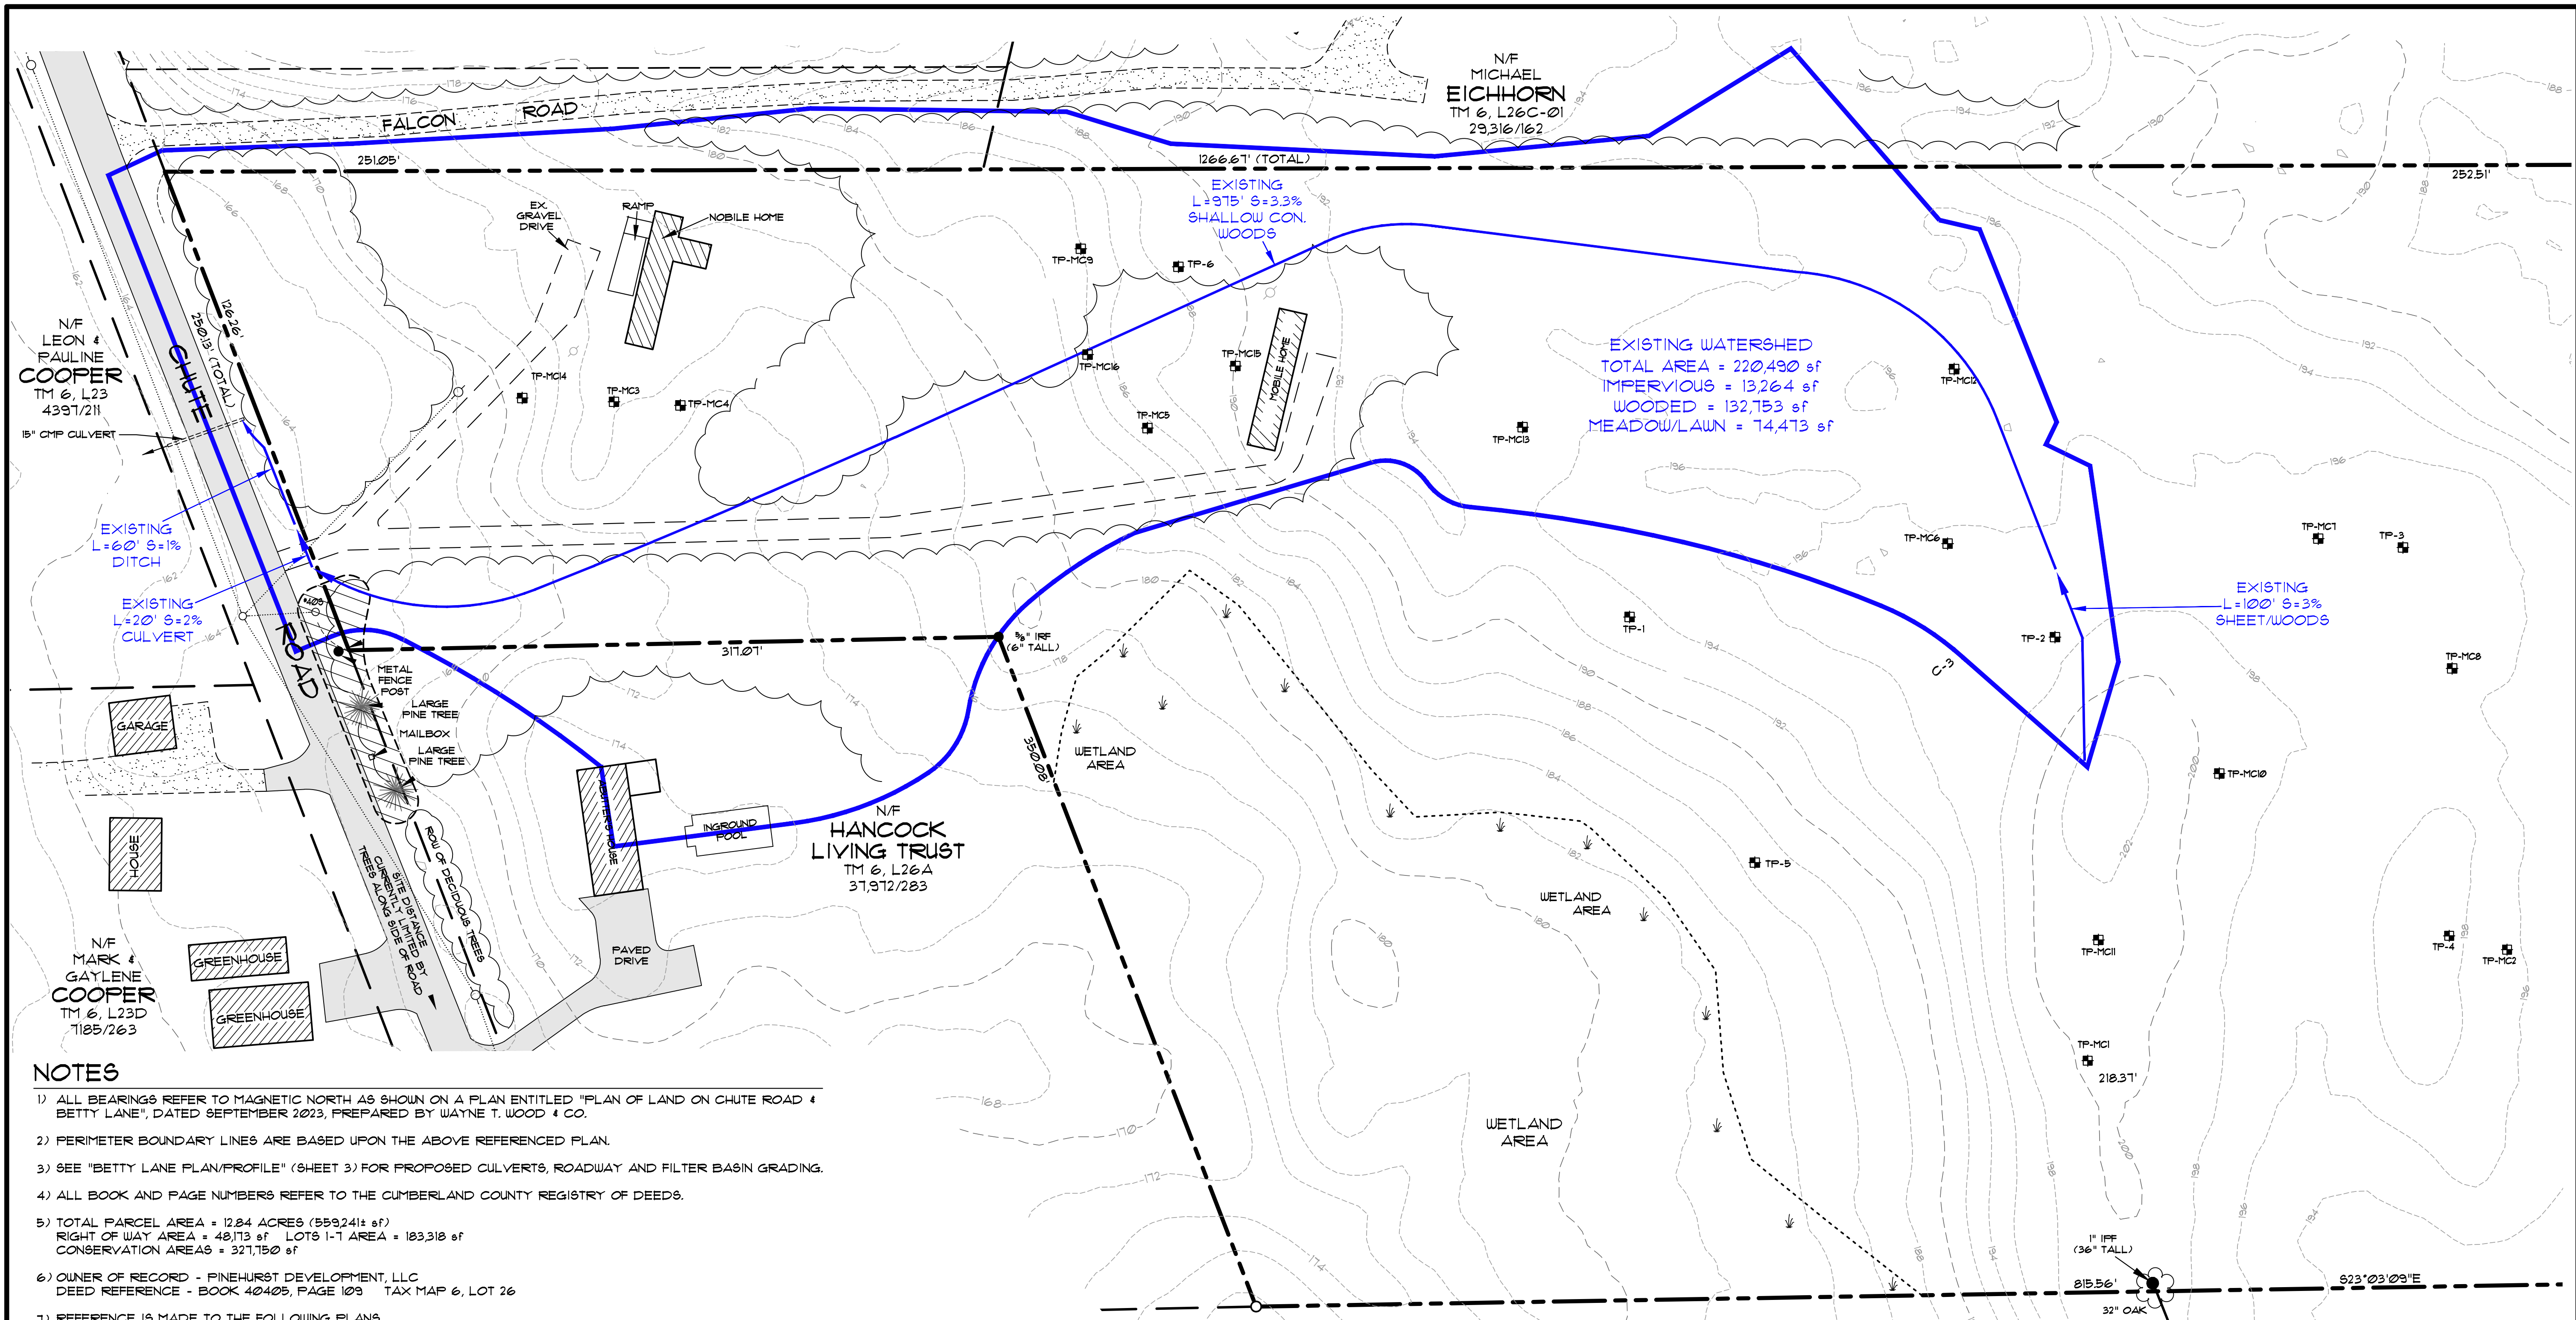 N/F
MICHAEL
EICHHORN
TM 6, L26C-01
29,316/162
FALCON ROAD
251.05'
1266.67' (TOTAL)
252.51'
EXISTING
L=975' S=3.3%
SHALLOW CON.
WOODS
EX.
GRAVEL
DRIVE
RAMP
NOBILE HOME
TP-MC9
TP-6
126.26'
250.13' (TOTAL)
CHUTE
ROAD
N/F
LEON &
PAULINE
COOPER
TM 6, L23
4397/211
15" CMP CULVERT
TP-MC14
TP-MC3
TP-MC4
TP-MC16
TP-MC15
TP-MC5
MOBILE HOME
TP-MC13
EXISTING WATERSHED
TOTAL AREA = 220,490 sf
IMPERVIOUS = 13,264 sf
WOODED = 132,753 sf
MEADOW/LAWN = 74,473 sf
TP-MC12
EXISTING
L=60' S=1%
DITCH
EXISTING
L=20' S=2%
CULVERT
TP-MC6
TP-MC7
TP-3
EXISTING
L=100' S=3%
SHEET/WOODS
TP-1
TP-2
C-3
TP-MC8
#409
317.07'
5/8" IRF
(6" TALL)
METAL
FENCE
POST
LARGE
PINE TREE
MAILBOX
LARGE
PINE TREE
GARAGE
HOUSE
350.08'
WETLAND
AREA
TP-MC10
INGROUND
POOL
N/F
HANCOCK
LIVING TRUST
TM 6, L26A
37,972/283
TP-5
WETLAND
AREA
ROW OF DECIDUOUS TREES
SITE DISTANCE
CURRENTLY LIMITED BY
TREES ALONG SIDE OF ROAD
PAVED
DRIVE
TP-MC11
TP-4
TP-MC2
N/F
MARK &
GAYLENE
COOPER
TM 6, L23D
7185/263
GREENHOUSE
GREENHOUSE
TP-MC1
218.37'
WETLAND
AREA
NOTES
1) ALL BEARINGS REFER TO MAGNETIC NORTH AS SHOWN ON A PLAN ENTITLED "PLAN OF LAND ON CHUTE ROAD &
BETTY LANE", DATED SEPTEMBER 2023, PREPARED BY WAYNE T. WOOD & CO.
2) PERIMETER BOUNDARY LINES ARE BASED UPON THE ABOVE REFERENCED PLAN.
3) SEE "BETTY LANE PLAN/PROFILE" (SHEET 3) FOR PROPOSED CULVERTS, ROADWAY AND FILTER BASIN GRADING.
4) ALL BOOK AND PAGE NUMBERS REFER TO THE CUMBERLAND COUNTY REGISTRY OF DEEDS.
5) TOTAL PARCEL AREA = 12.84 ACRES (559,241± sf)
RIGHT OF WAY AREA = 48,173 sf LOTS 1-7 AREA = 183,318 sf
CONSERVATION AREAS = 327,750 sf
6) OWNER OF RECORD - PINEHURST DEVELOPMENT, LLC
DEED REFERENCE - BOOK 40405, PAGE 109 TAX MAP 6, LOT 26
7) REFERENCE IS MADE TO THE FOLLOWING PLANS
1" IPF
(36" TALL)
815.56'
S23°03'09"E
32" OAK